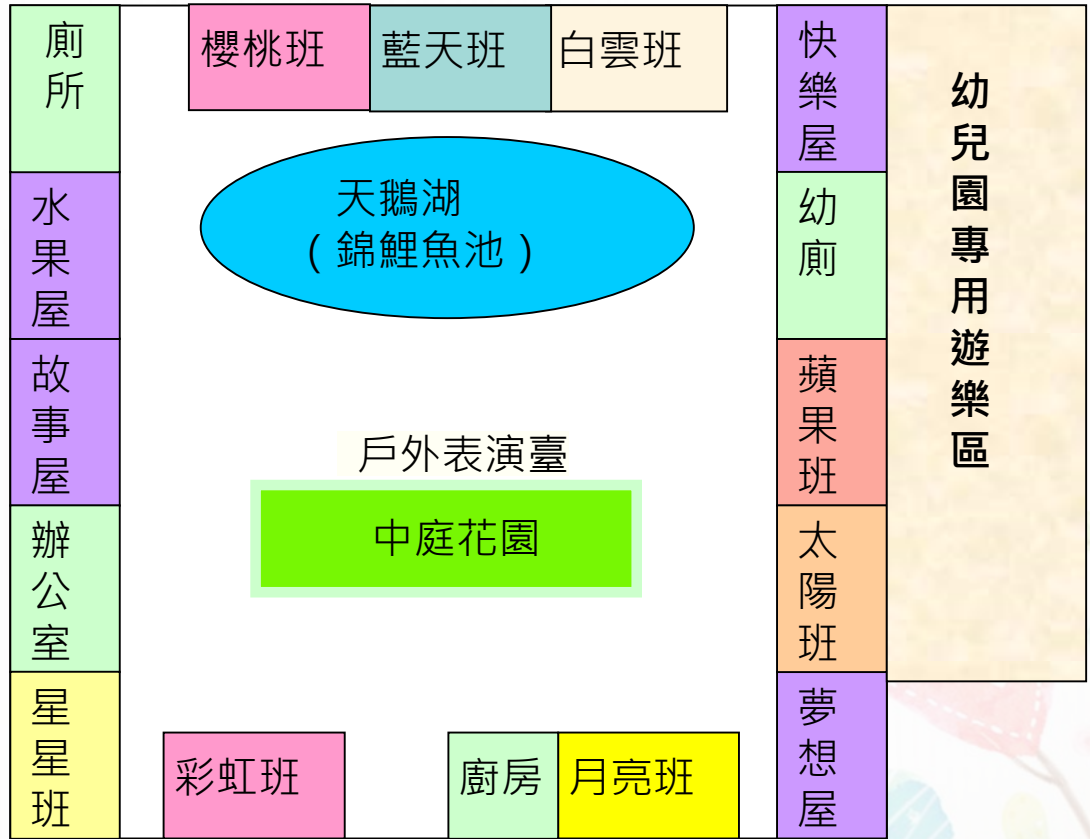 廁所
櫻桃班
藍天班
白雲班
快樂屋
幼兒園專用遊樂區
水果屋
天鵝湖
（錦鯉魚池）
幼廁
故事屋
蘋果班
戶外表演臺
中庭花園
辦公室
太陽班
星星班
彩虹班
廚房
月亮班
夢想屋